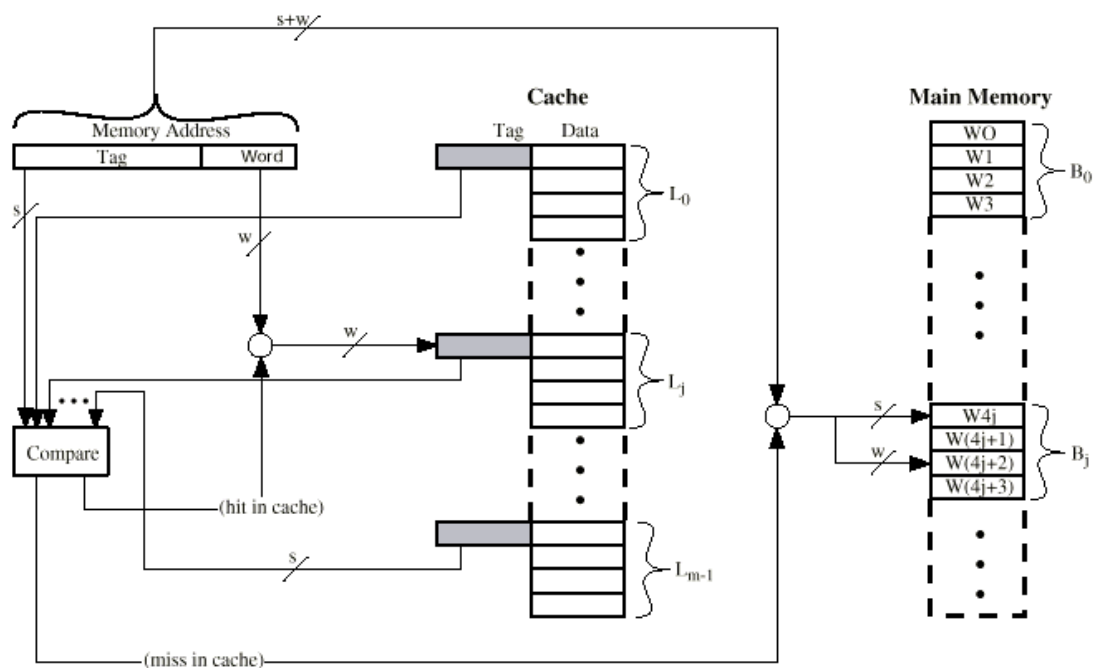 s+w
Cache
Main Memory
Memory Address
Tag Data
Tag Word
WO
W1
W2
W3
B0
L0
s
w
w
Lj
s
W4j
W(4j+1)
W(4j+2)
W(4j+3)
w
Bj
Compare
(hit in cache)
s
Lm-1
(miss in cache)